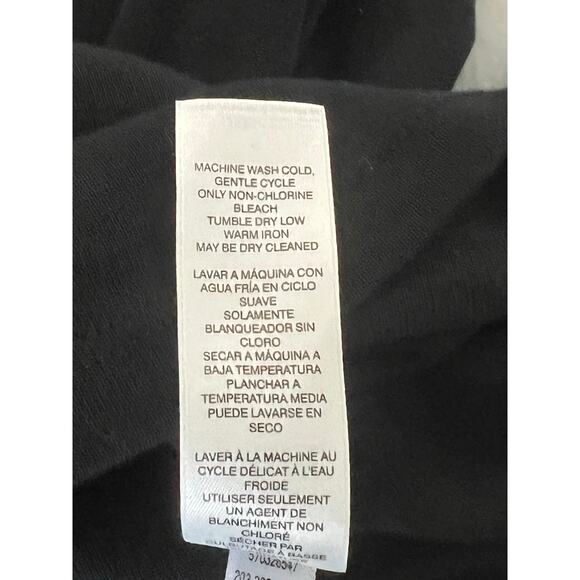 MACHINE WASH COLD,
GENTLE CYCLE
ONLY NON-CHLORINE
BLEACH
TUMBLE DRY LOW
WARM IRON
MAY BE DRY CLEANED
LAVAR A MÁQUINA CON
AGUA FRÍA EN CICLO
SUAVE
SOLAMENTE
BLANQUEADOR SIN
CLORO
SECAR A MÁQUINA A
BAJA TEMPERATURA
PLANCHAR A
TEMPERATURA MEDIA
PUEDE LAVARSE EN
SECO
LAVER À LA MACHINE AU
CYCLE DÉLICAT À L'EAU
FROIDE
UTILISER SEULEMENT
UN AGENT DE
BLANCHIMENT NON
CHLORÉ
SÉCHER PAR
CULBUTAGE À BASSE